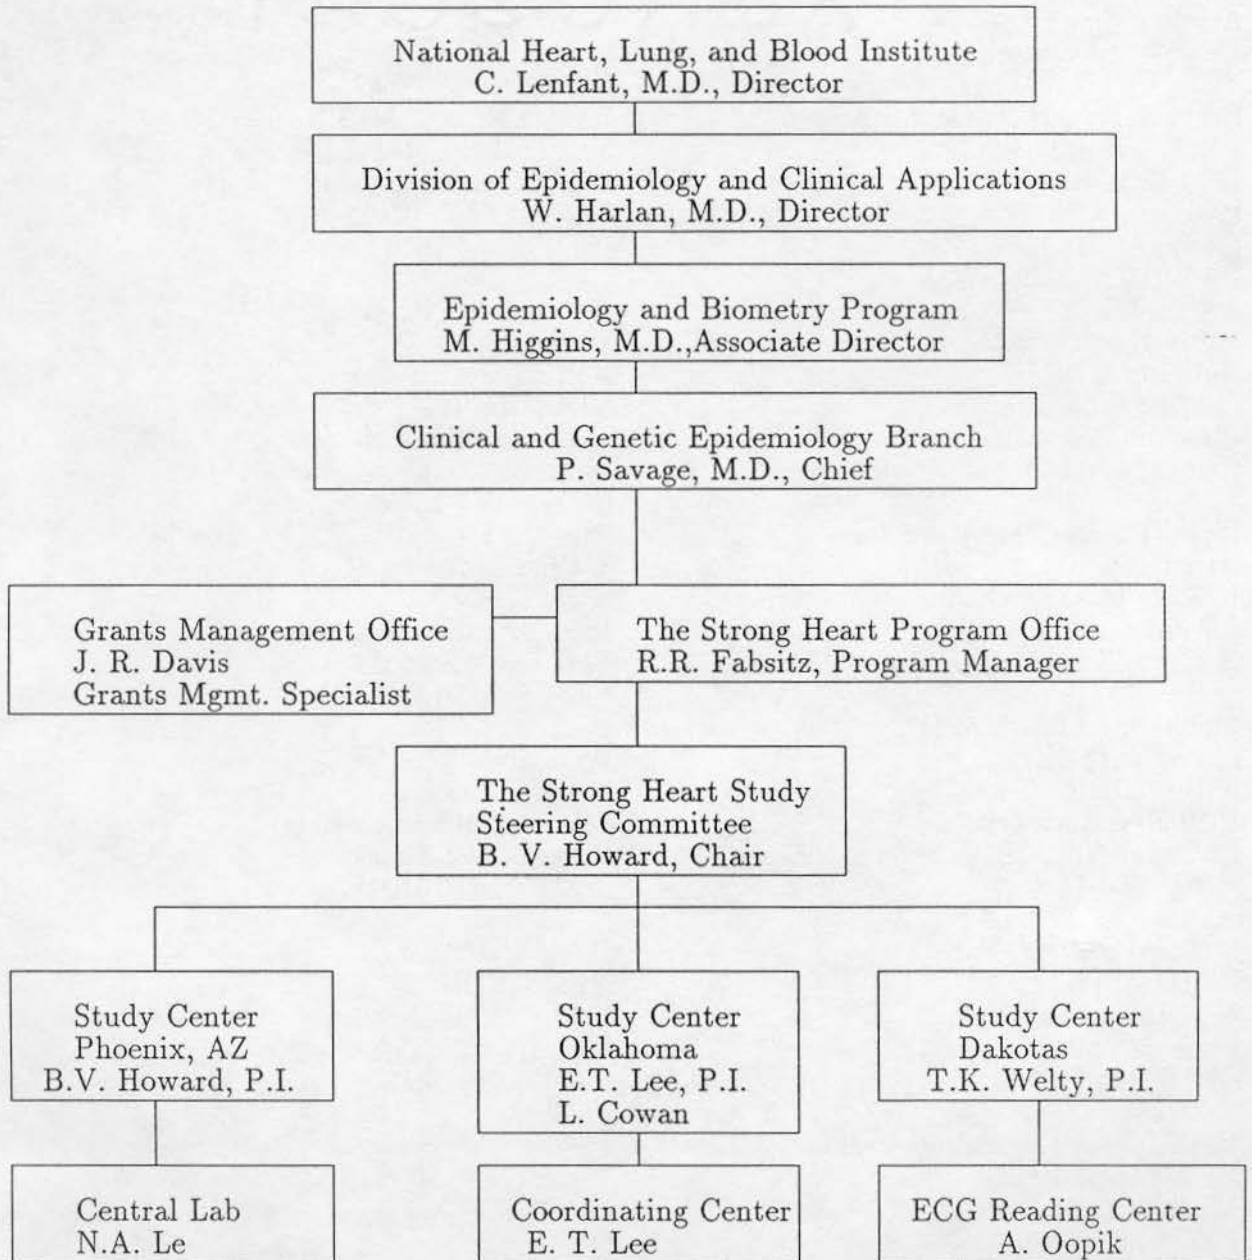 National Heart, Lung, and Blood Institute
C. Lenfant, M.D., Director
Division of Epidemiology and Clinical Applications
W. Harlan, M.D., Director
Epidemiology and Biometry Program
M. Higgins, M.D.,Associate Director
Clinical and Genetic Epidemiology Branch
P. Savage, M.D., Chief
Grants Management Office
J. R. Davis
Grants Mgmt. Specialist
The Strong Heart Program Office
R.R. Fabsitz, Program Manager
The Strong Heart Study
Steering Committee
B. V. Howard, Chair
Study Center
Phoenix, AZ
B.V. Howard, P.I.
Study Center
Oklahoma
E.T. Lee, P.I.
L. Cowan
Study Center
Dakotas
T.K. Welty, P.I.
Central Lab
N.A. Le
Coordinating Center
E. T. Lee
ECG Reading Center
A. Oopik